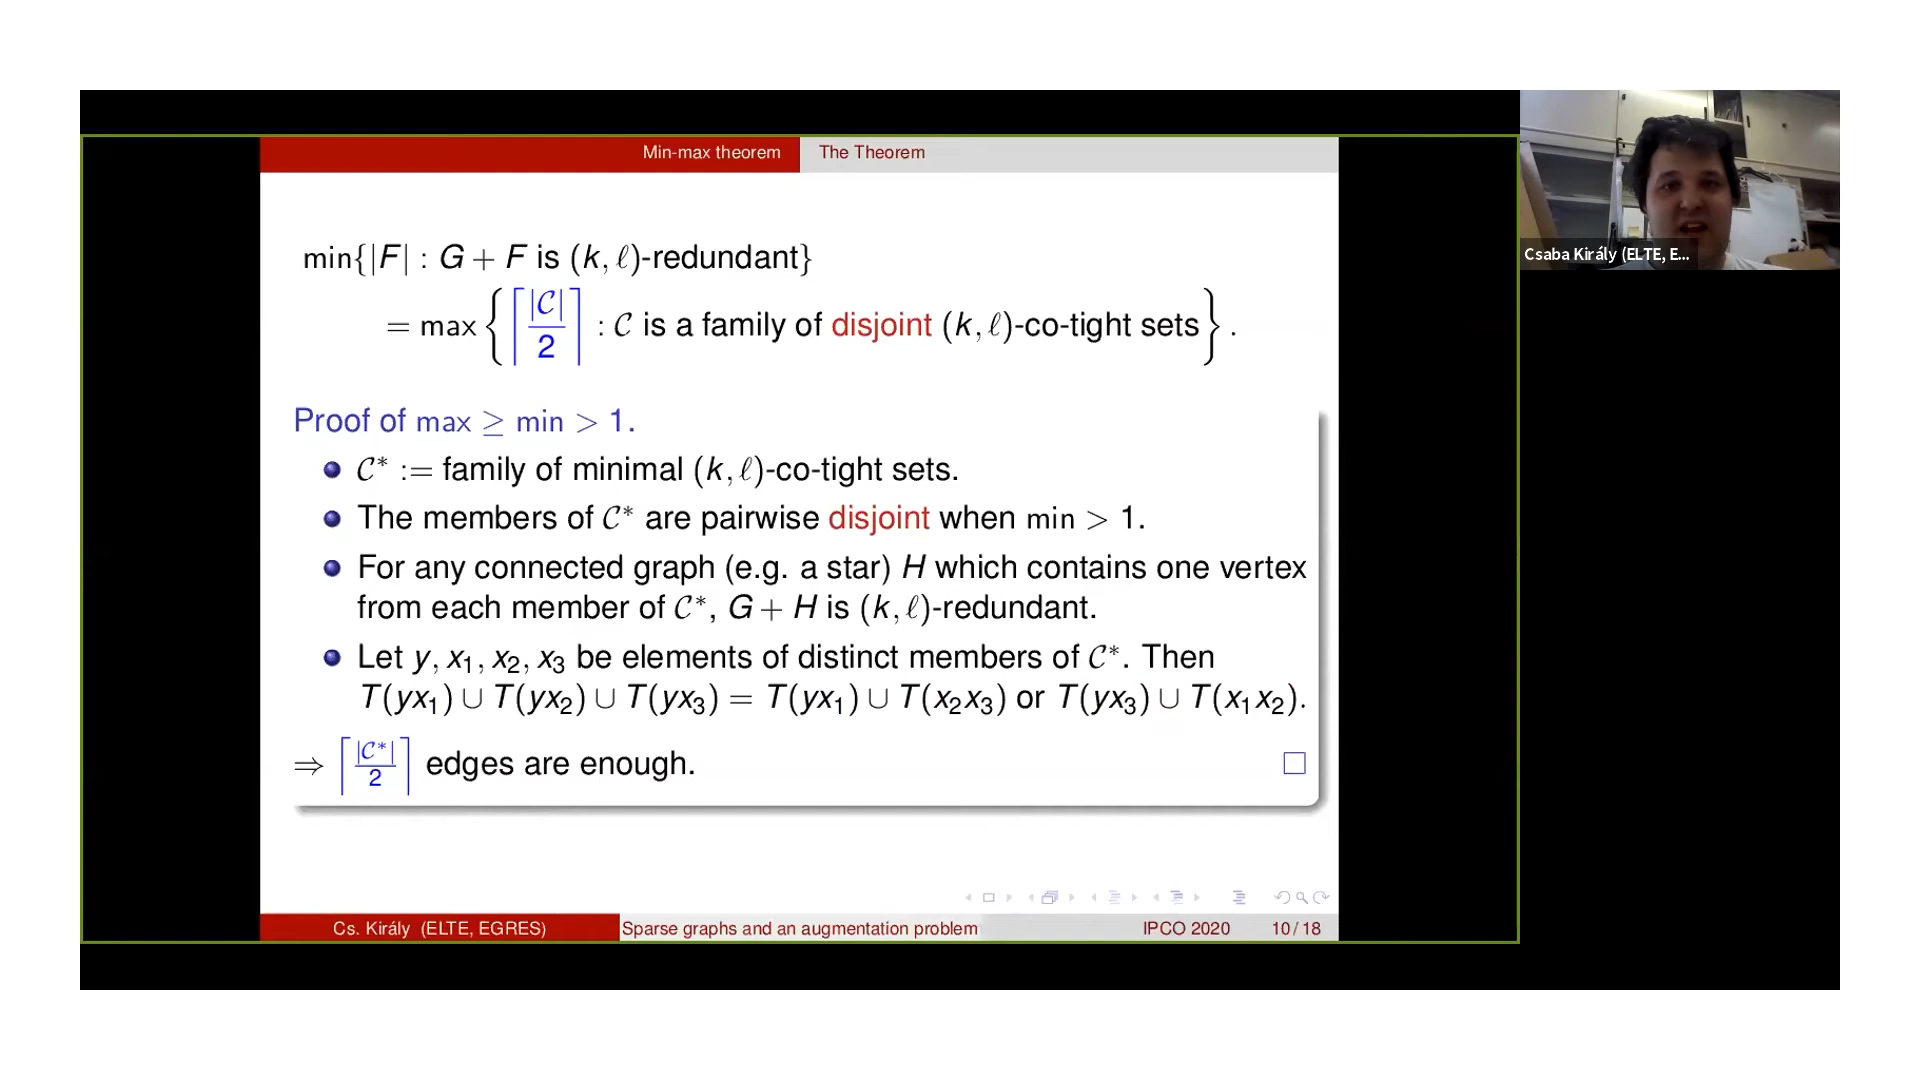 Min-max theorem The Theorem
min{|F| : G + F is (k, ℓ)-redundant}
= max { ⌈|𝒞|/2⌉ : 𝒞 is a family of disjoint (k, ℓ)-co-tight sets } .
Proof of max ≥ min > 1.
𝒞* := family of minimal (k, ℓ)-co-tight sets.
The members of 𝒞* are pairwise disjoint when min > 1.
For any connected graph (e.g. a star) H which contains one vertex
from each member of 𝒞*, G + H is (k, ℓ)-redundant.
Let y, x₁, x₂, x₃ be elements of distinct members of 𝒞*. Then
T(yx₁) ∪ T(yx₂) ∪ T(yx₃) = T(yx₁) ∪ T(x₂x₃) or T(yx₃) ∪ T(x₁x₂).
⇒ ⌈|𝒞*|/2⌉ edges are enough. □
Cs. Király (ELTE, EGRES) Sparse graphs and an augmentation problem IPCO 2020 10 / 18
Csaba Király (ELTE, E...